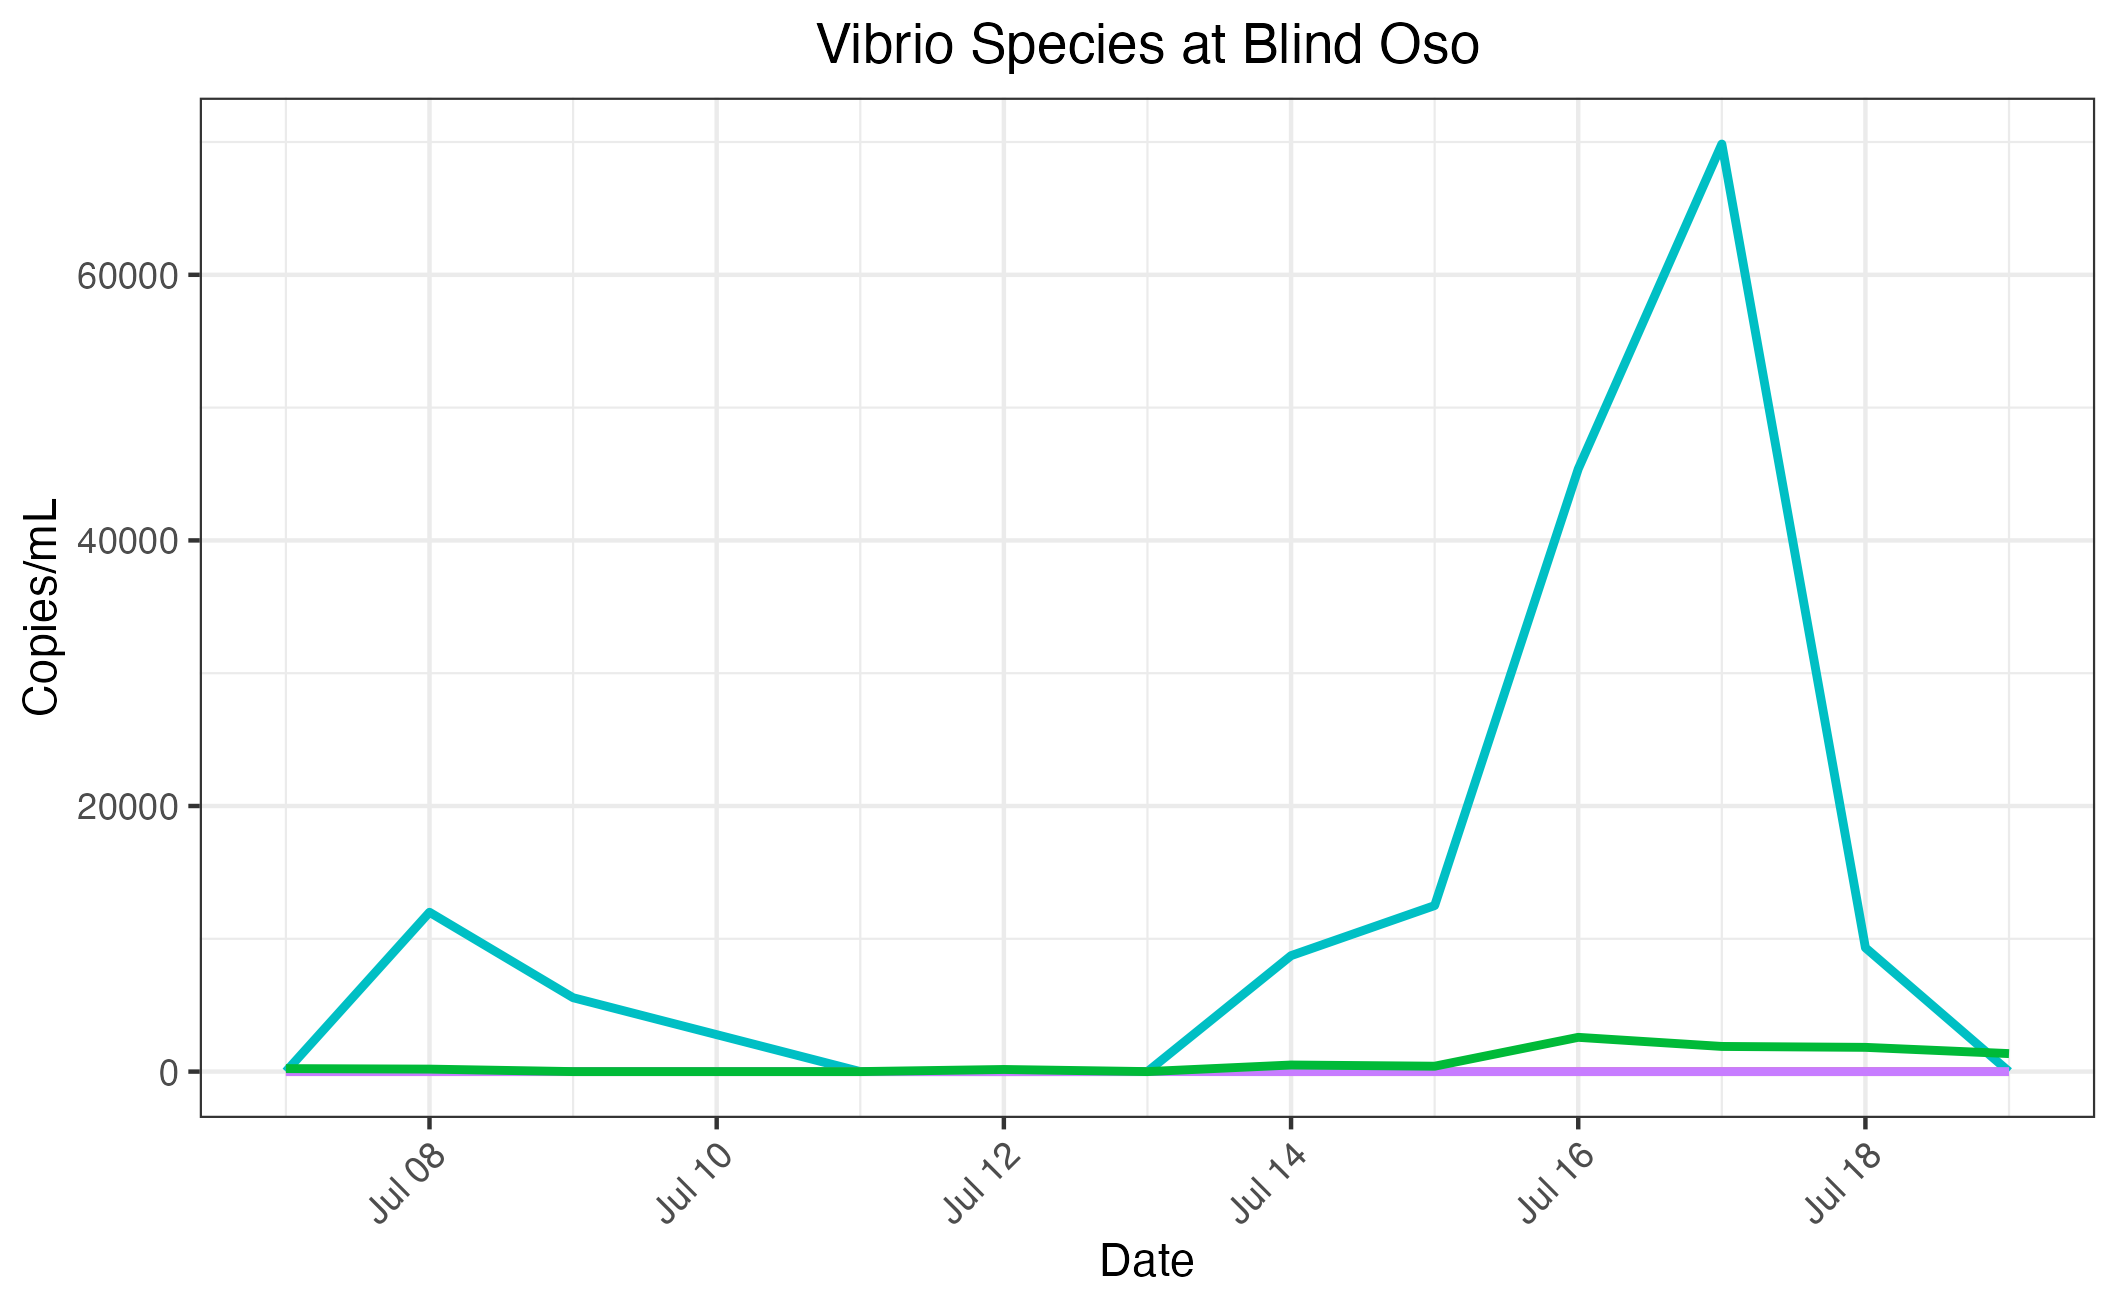 Vibrio Species at Blind Oso
Copies/mL
60000
40000
20000
0
Jul 08
Jul 10
Jul 12
Jul 14
Jul 16
Jul 18
Date